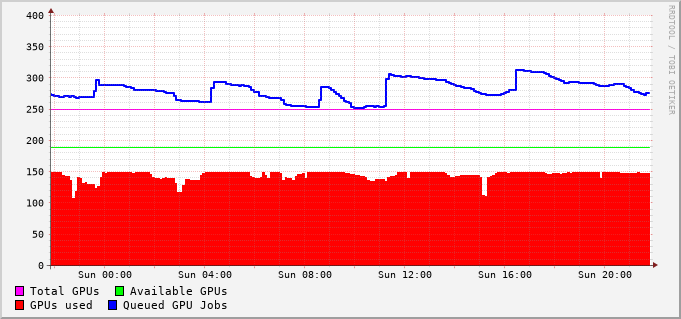 400
350
300
250
200
150
100
50
0
Sun 00:00 Sun 04:00 Sun 08:00 Sun 12:00 Sun 16:00 Sun 20:00
Total GPUs Available GPUs
GPUs used Queued GPU Jobs
RRDTOOL / TOBI OETIKER